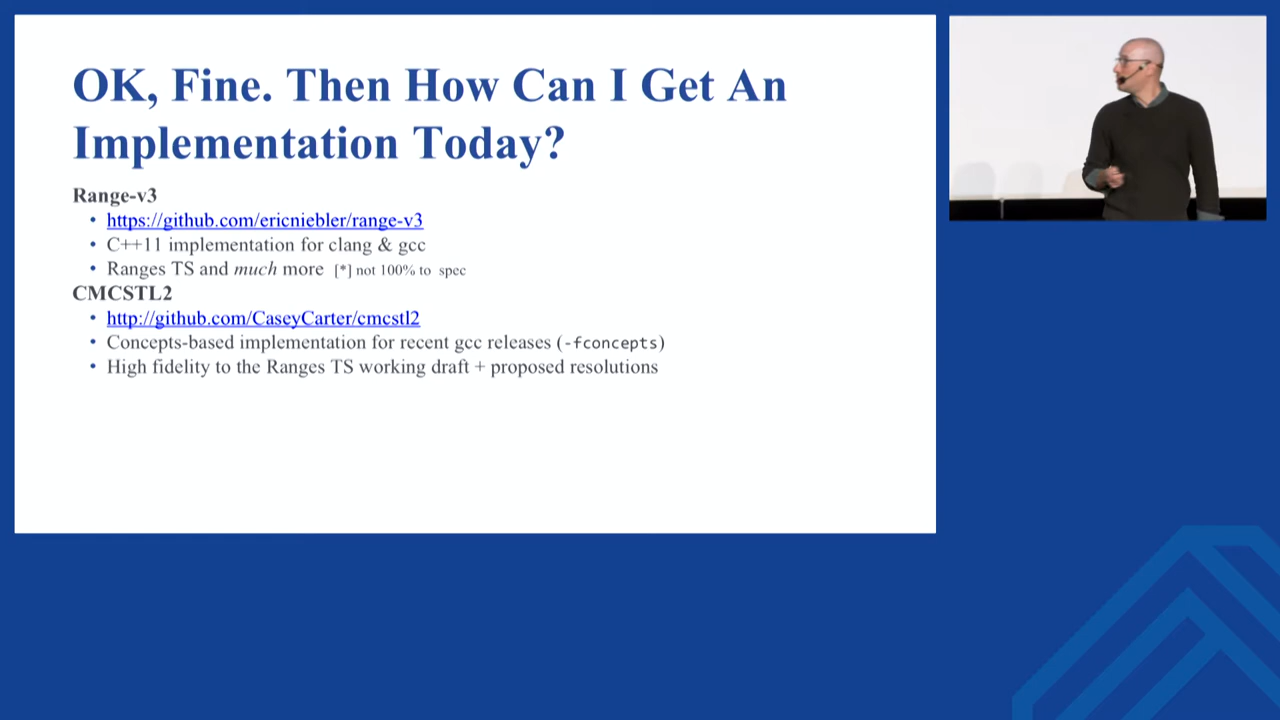 OK, Fine. Then How Can I Get An
Implementation Today?
Range-v3
• https://github.com/ericniebler/range-v3
• C++11 implementation for clang & gcc
• Ranges TS and much more [*] not 100% to spec
CMCSTL2
• http://github.com/CaseyCarter/cmcstl2
• Concepts-based implementation for recent gcc releases (-fconcepts)
• High fidelity to the Ranges TS working draft + proposed resolutions